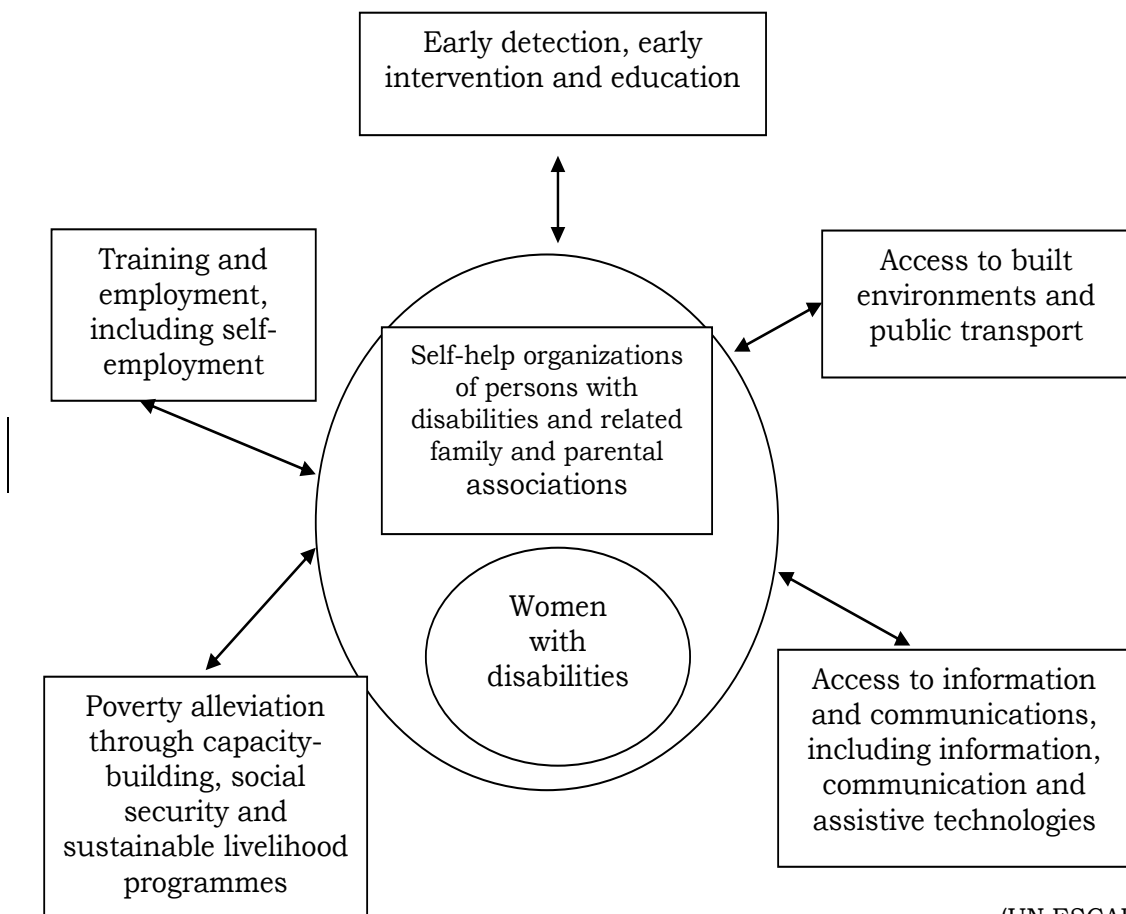 Early detection, early
intervention and education
Training and
employment,
including self-
employment
Access to built
environments and
public transport
Self-help organizations
of persons with
disabilities and related
family and parental
associations
Women
with
disabilities
Poverty alleviation
through capacity-
building, social
security and
sustainable livelihood
programmes
Access to information
and communications,
including information,
communication and
assistive technologies